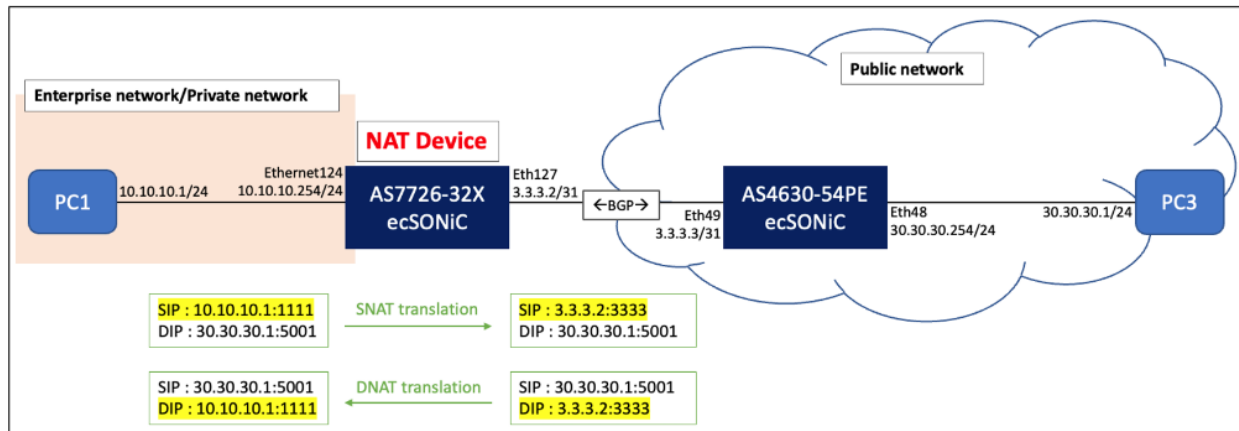 Enterprise network/Private network
Public network
NAT Device
PC1
10.10.10.1/24
Ethernet124
10.10.10.254/24
AS7726-32X
ecSONiC
Eth127
3.3.3.2/31
←BGP→
Eth49
3.3.3.3/31
AS4630-54PE
ecSONiC
Eth48
30.30.30.254/24
30.30.30.1/24
PC3
SIP : 10.10.10.1:1111
DIP : 30.30.30.1:5001
SNAT translation
SIP : 3.3.3.2:3333
DIP : 30.30.30.1:5001
SIP : 30.30.30.1:5001
DIP : 10.10.10.1:1111
DNAT translation
SIP : 30.30.30.1:5001
DIP : 3.3.3.2:3333